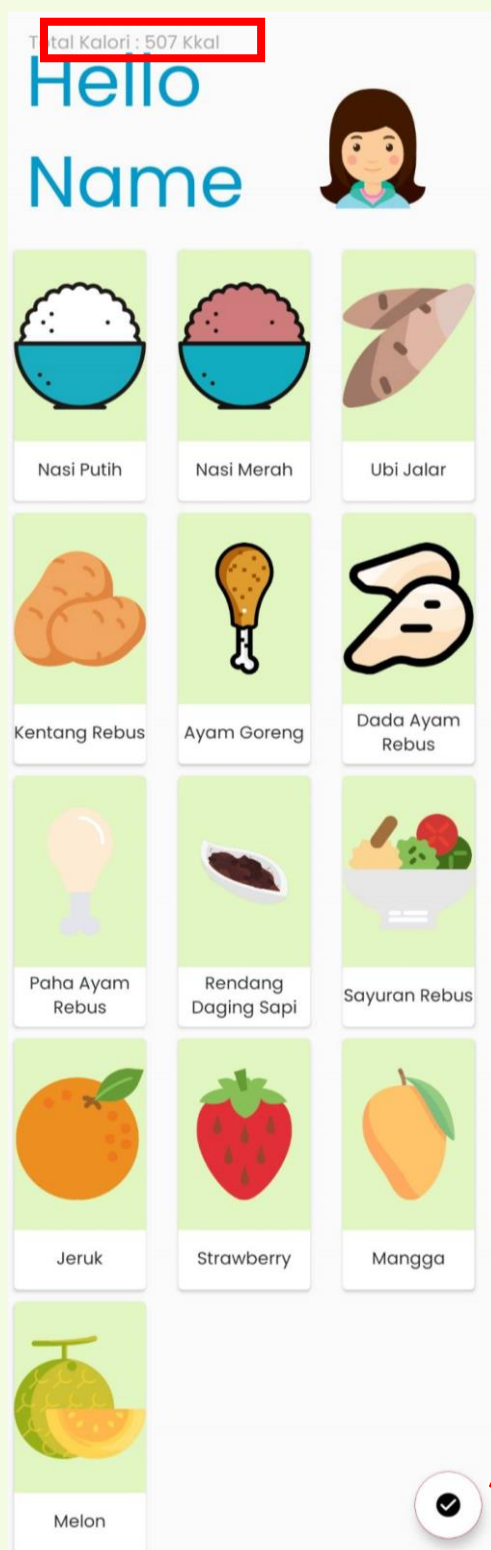 Total Kalori : 507 Kkal
Hello
Name
Nasi Putih
Nasi Merah
Ubi Jalar
Kentang Rebus
Ayam Goreng
Dada Ayam
Rebus
Paha Ayam
Rebus
Rendang
Daging Sapi
Sayuran Rebus
Jeruk
Strawberry
Mangga
Melon